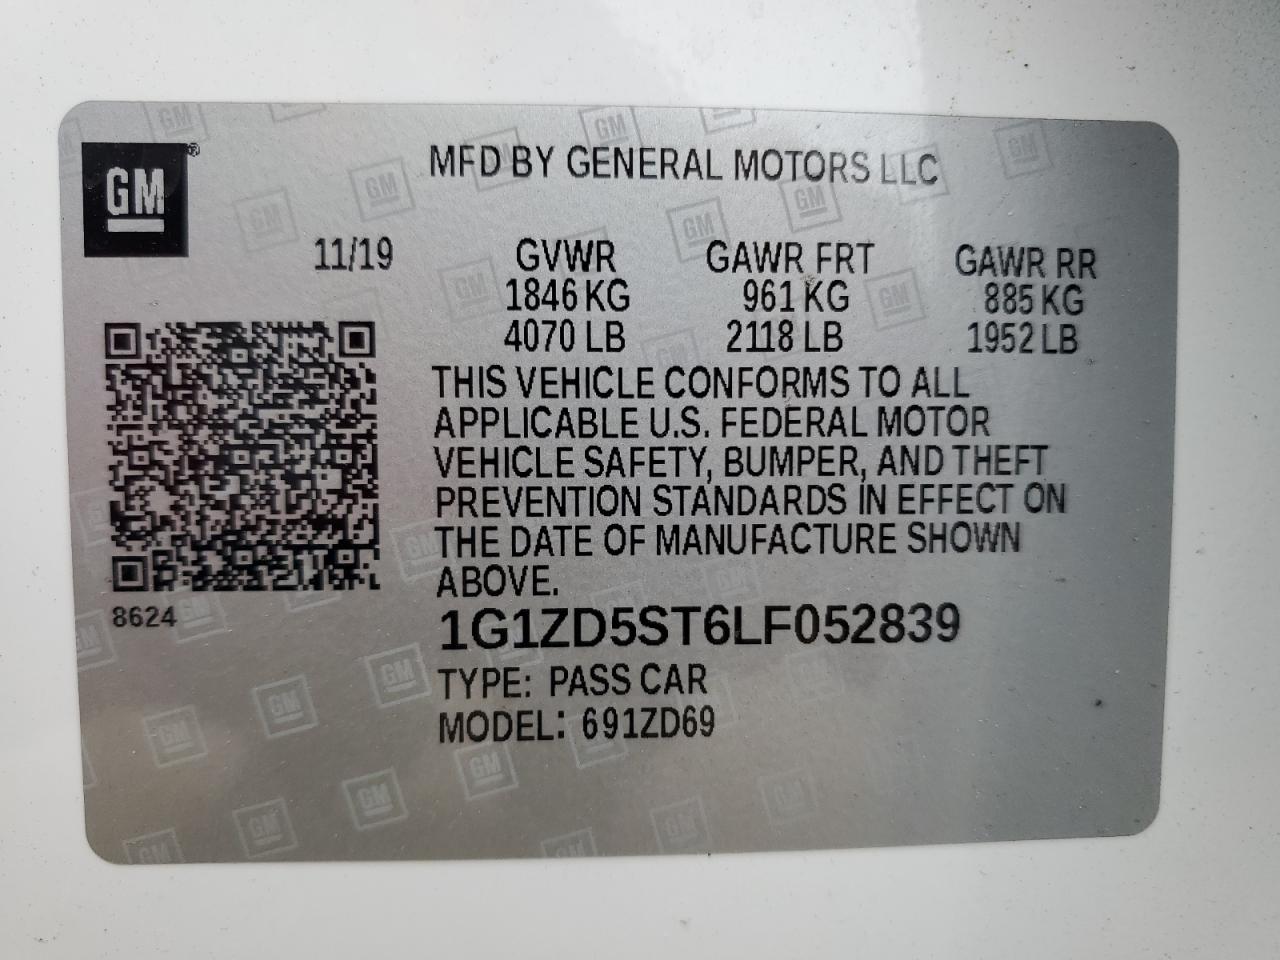 GM®
MFD BY GENERAL MOTORS LLC
11/19 GVWR GAWR FRT GAWR RR
1846 KG 961 KG 885 KG
4070 LB 2118 LB 1952 LB
THIS VEHICLE CONFORMS TO ALL
APPLICABLE U.S. FEDERAL MOTOR
VEHICLE SAFETY, BUMPER, AND THEFT
PREVENTION STANDARDS IN EFFECT ON
THE DATE OF MANUFACTURE SHOWN
ABOVE.
8624
1G1ZD5ST6LF052839
TYPE: PASS CAR
MODEL: 691ZD69